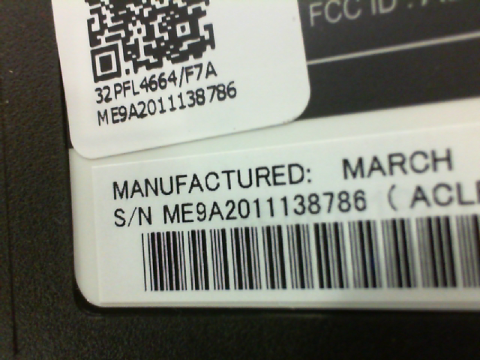 FCC ID : A
32PFL4664/F7A
ME9A2011138786
MANUFACTURED: MARCH
S/N ME9A2011138786 ( ACL